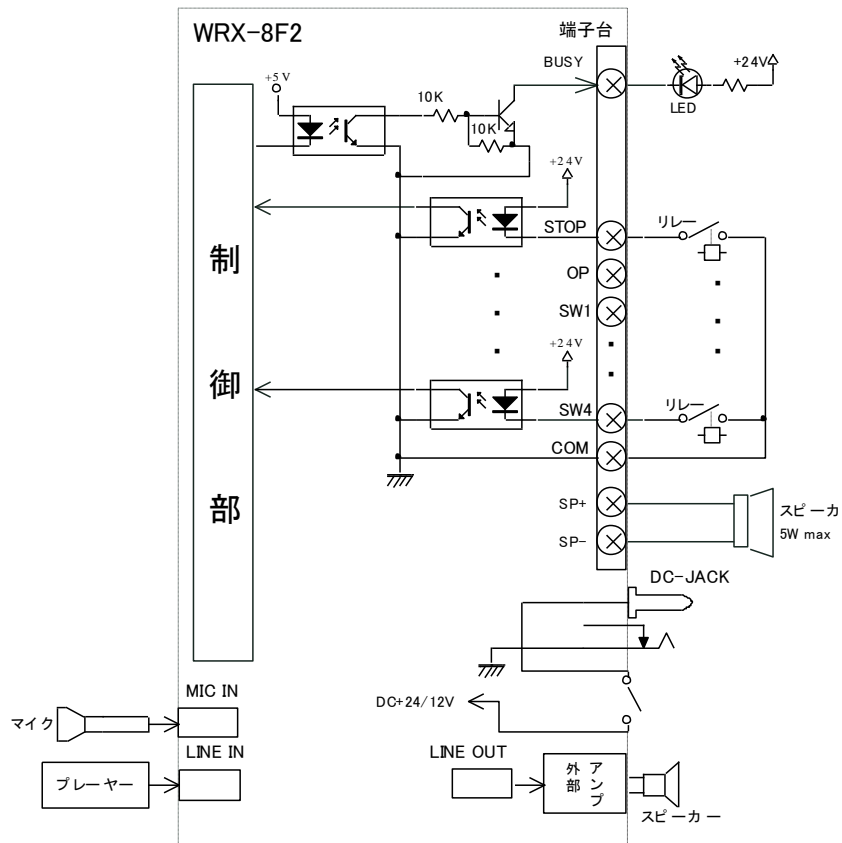 WRX-8F2
端子台
BUSY
+5V
+24V
10K
10K
LED
+24V
STOP
リレー
制御部
OP
SW1
+24V
SW4
リレー
COM
SP+
スピーカ
5W max
SP-
DC-JACK
MIC IN
マイク
DC+24/12V
LINE IN
LINE OUT
プレーヤー
外部アンプ
スピーカー